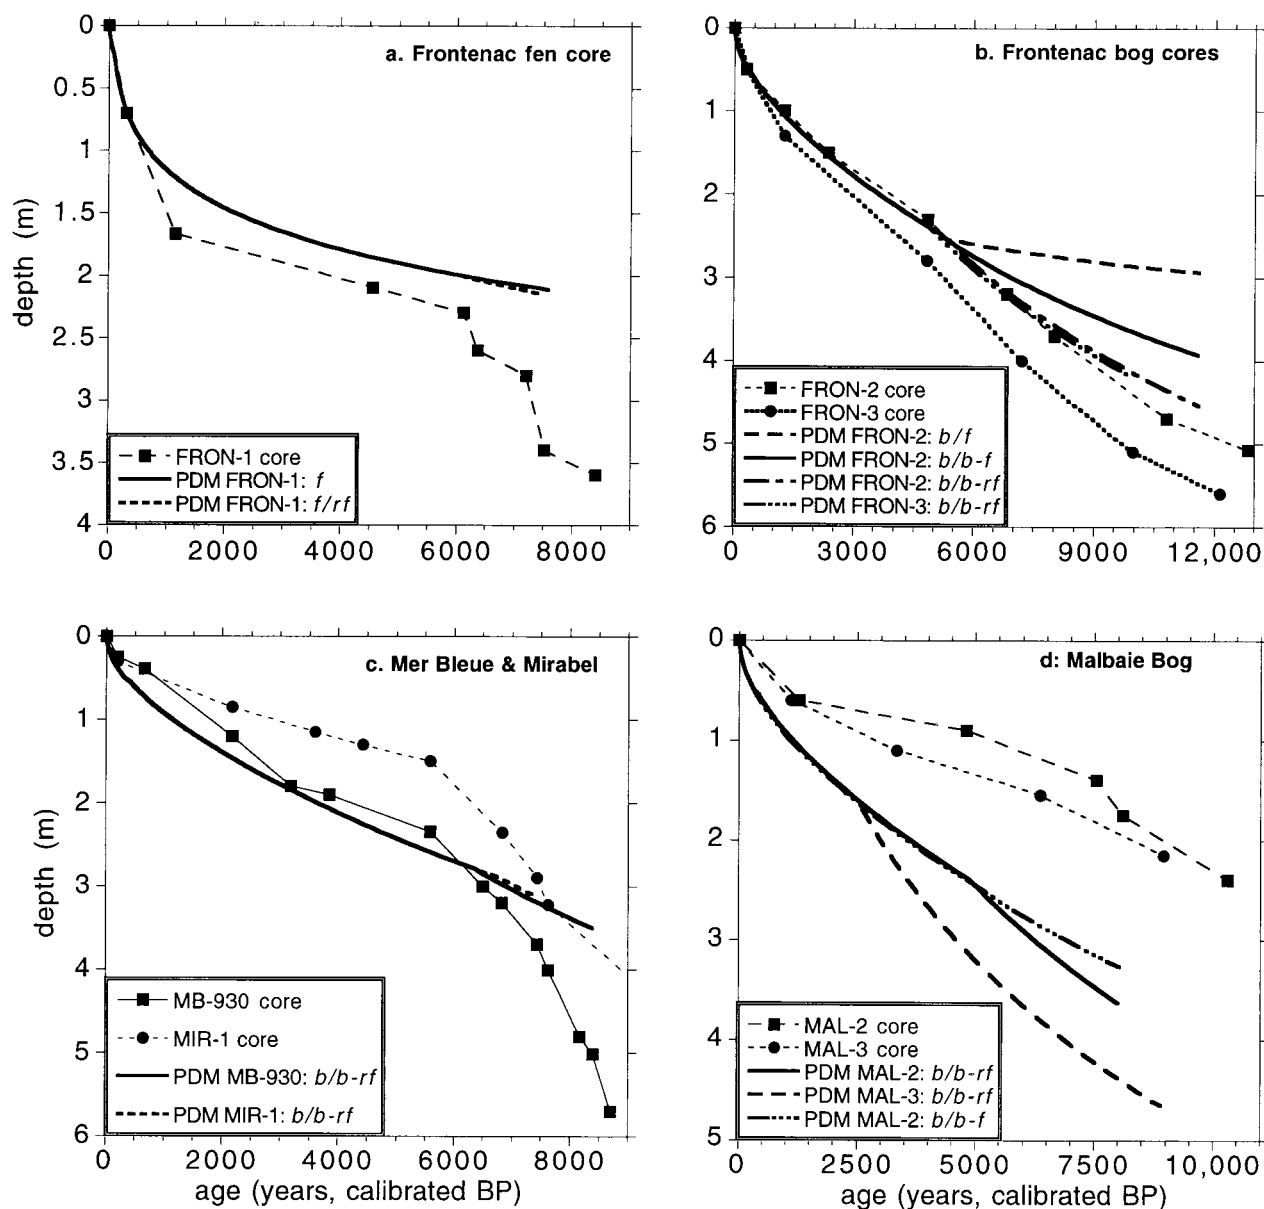 a. Frontenac fen core
0
0.5
1
1.5
2
2.5
3
3.5
4
depth (m)
FRON-1 core
PDM FRON-1: f
PDM FRON-1: f/rf
0 2000 4000 6000 8000
b. Frontenac bog cores
0
1
2
3
4
5
6
FRON-2 core
FRON-3 core
PDM FRON-2: b/f
PDM FRON-2: b/b-f
PDM FRON-2: b/b-rf
PDM FRON-3: b/b-rf
0 3000 6000 9000 12,000
c. Mer Bleue & Mirabel
0
1
2
3
4
5
6
depth (m)
MB-930 core
MIR-1 core
PDM MB-930: b/b-rf
PDM MIR-1: b/b-rf
0 2000 4000 6000 8000
age (years, calibrated BP)
d: Malbaie Bog
0
1
2
3
4
5
MAL-2 core
MAL-3 core
PDM MAL-2: b/b-rf
PDM MAL-3: b/b-rf
PDM MAL-2: b/b-f
0 2500 5000 7500 10,000
age (years, calibrated BP)